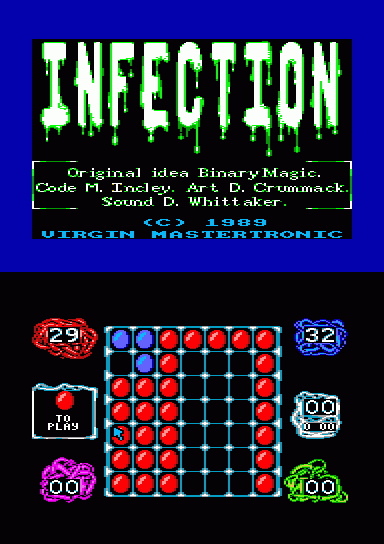 INFECTION
Original idea Binary Magic.
Code M. Incley. Art D. Crummack.
Sound D. Whittaker.
(C) 1989
VIRGIN MASTERTRONIC
29
32
TO
PLAY
00
0 00
00
00